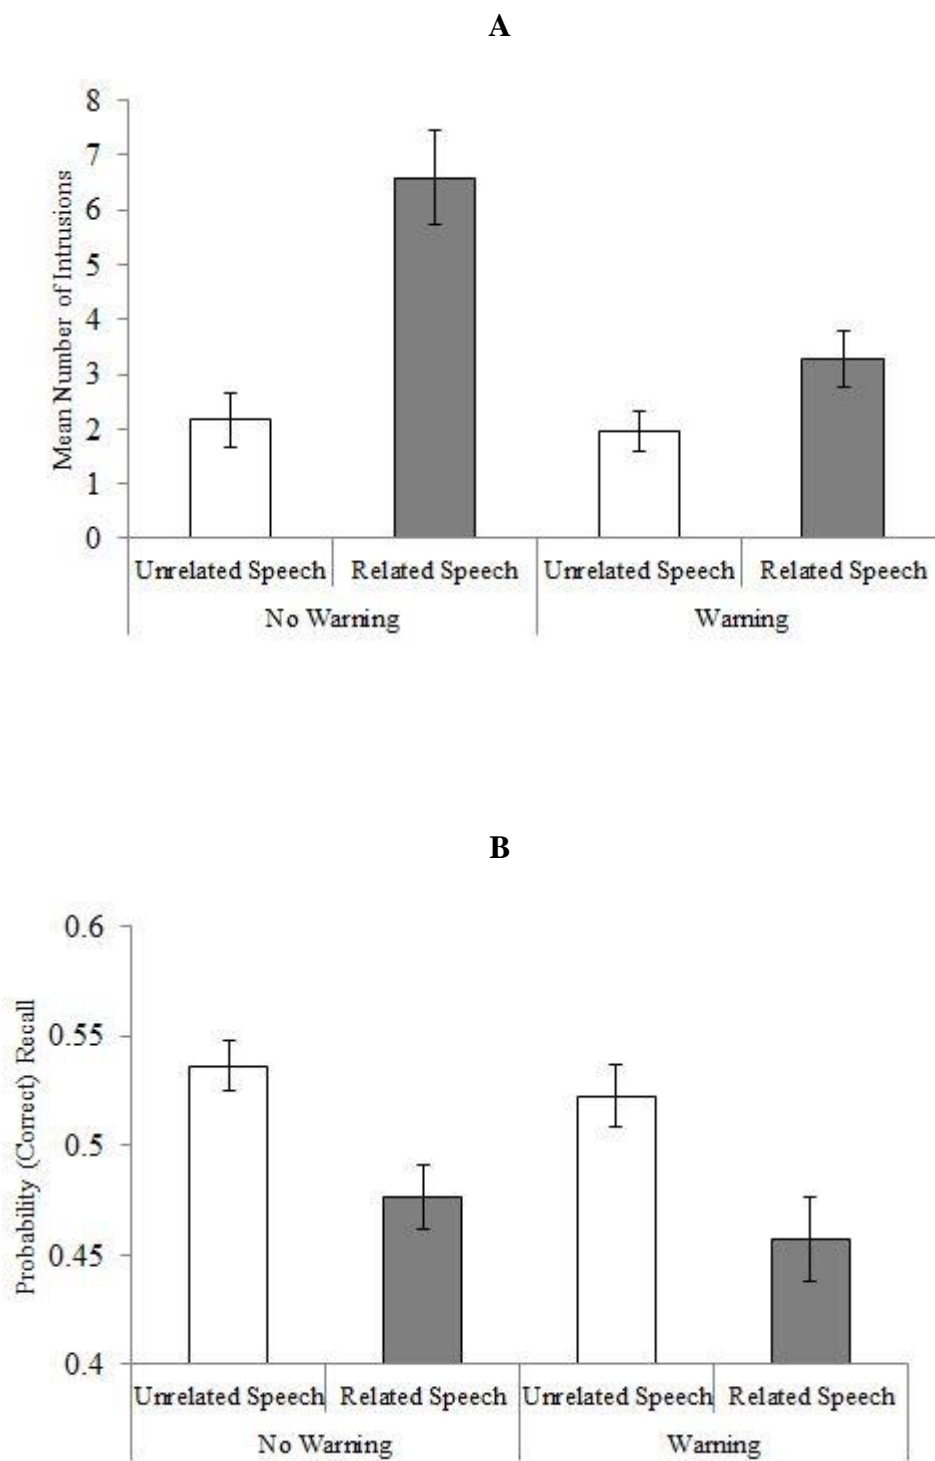 A
8
7
6
5
4
3
2
1
0
Mean Number of Intrusions
Unrelated Speech Related Speech Unrelated Speech Related Speech
No Warning Warning
B
0.6
0.55
0.5
0.45
0.4
Probability (Correct) Recall
Unrelated Speech Related Speech Unrelated Speech Related Speech
No Warning Warning